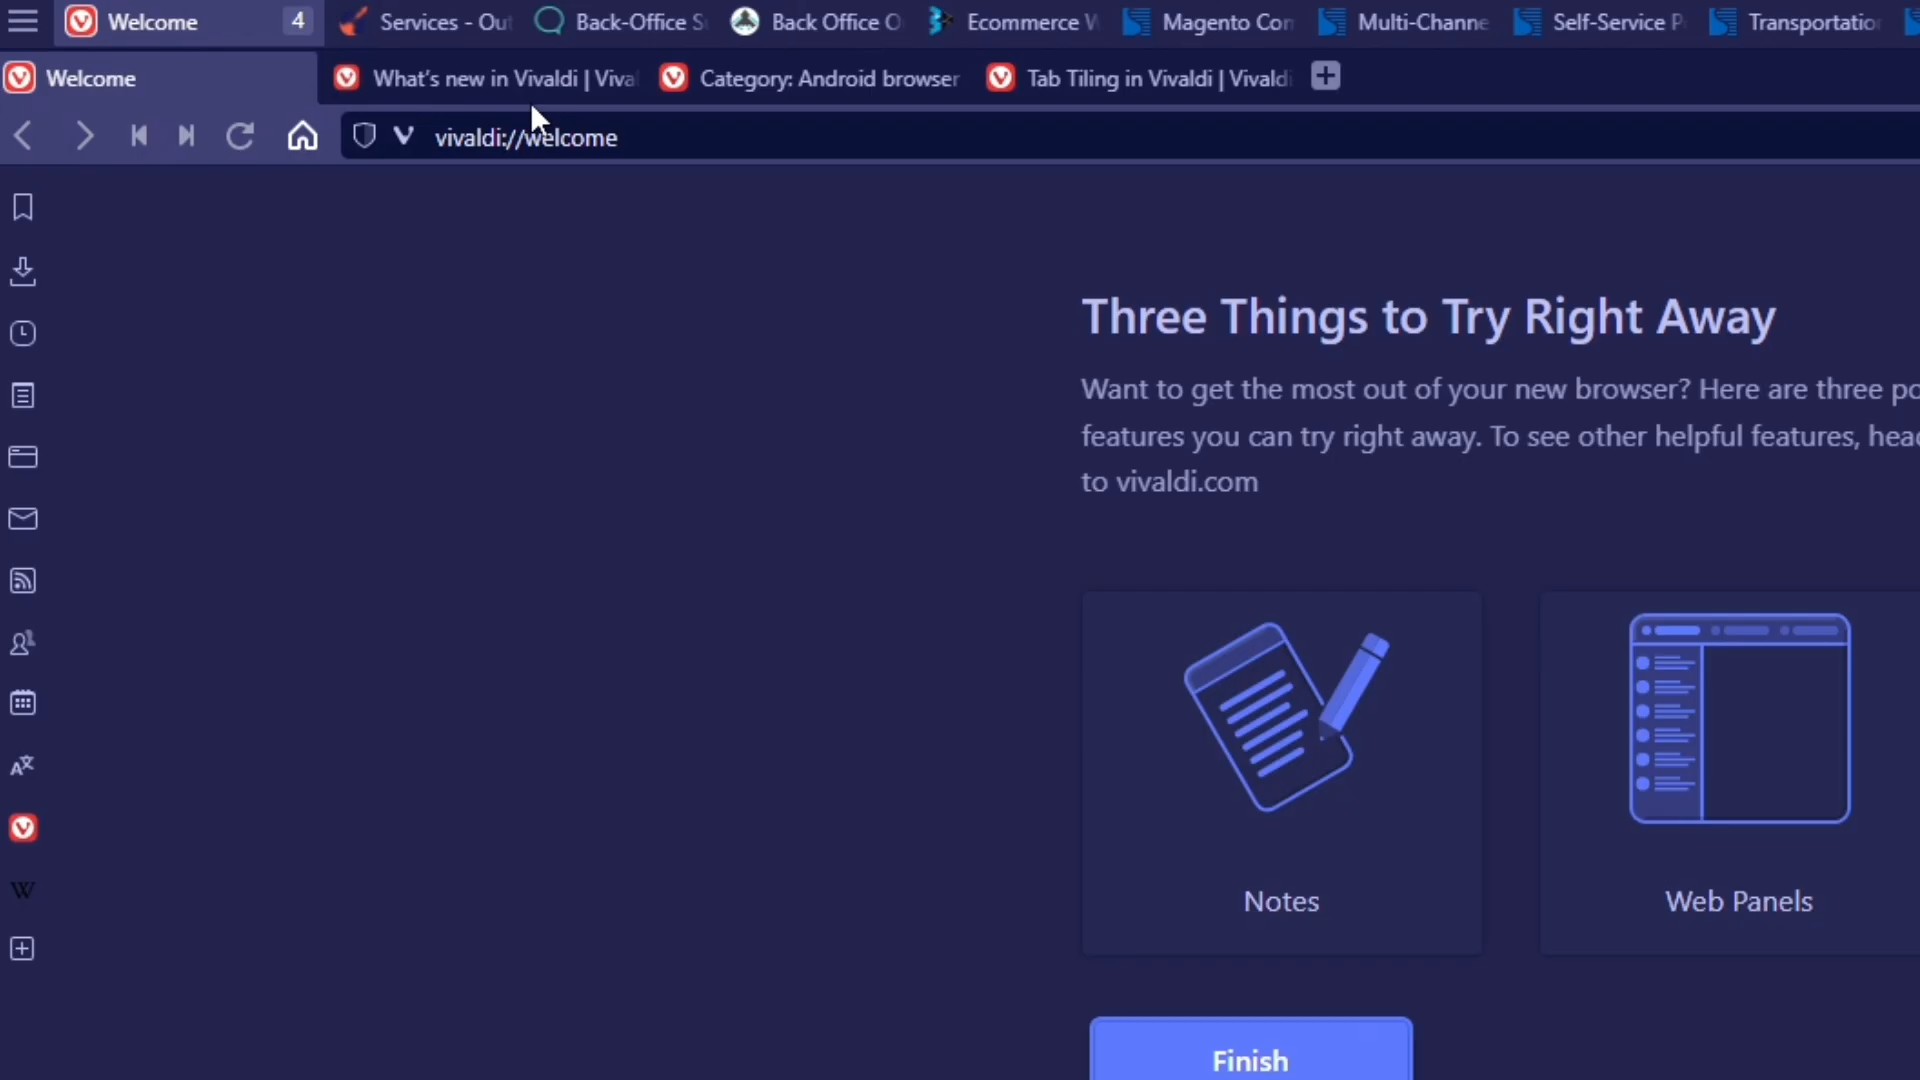 Welcome 4 Services - Out Back-Office S Back Office O Ecommerce W Magento Con Multi-Channe Self-Service P Transportation
Welcome What's new in Vivaldi | Vival Category: Android browser Tab Tiling in Vivaldi | Vivaldi
vivaldi://welcome
Three Things to Try Right Away
Want to get the most out of your new browser? Here are three po
features you can try right away. To see other helpful features, head
to vivaldi.com
W
Notes Web Panels
Finish